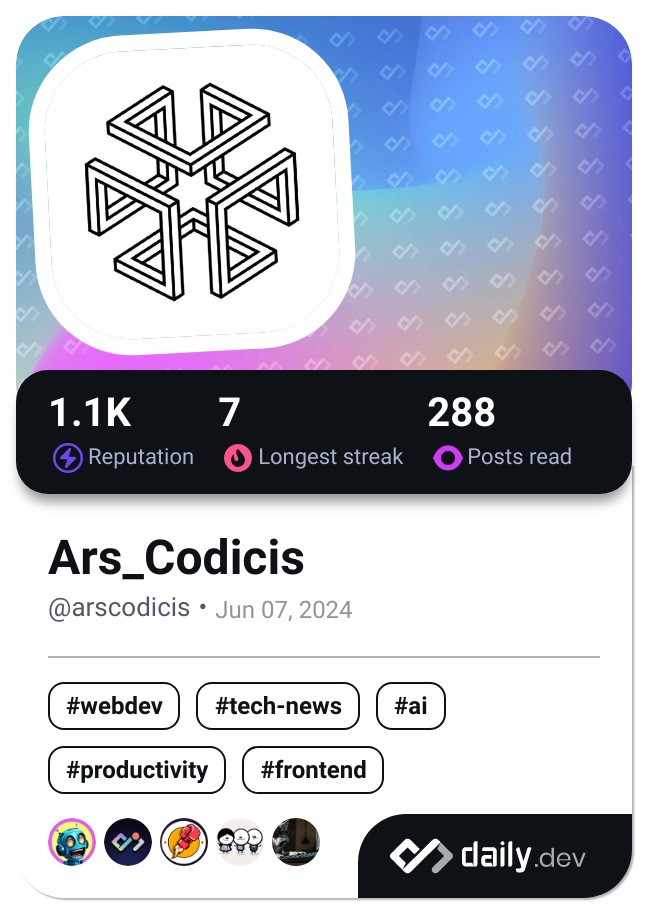 1.1K 7 288
Reputation Longest streak Posts read
Ars_Codicis
@arscodicis • Jun 07, 2024
#webdev #tech-news #ai
#productivity #frontend
daily.dev